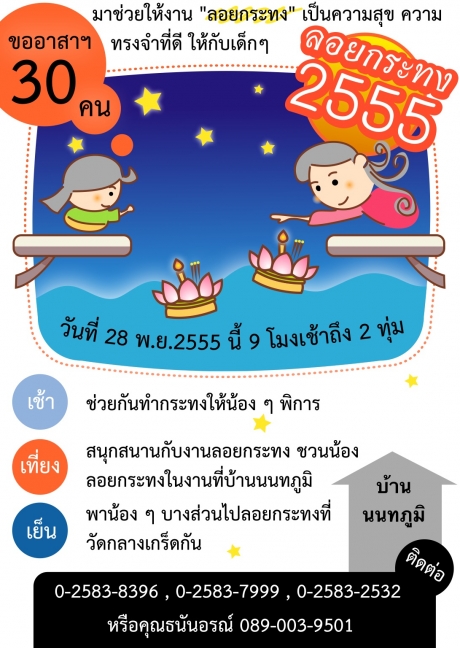 มาช่วยให้งาน "ลอยกระทง" เป็นความสุข ความ
ทรงจำที่ดี ให้กับเด็กๆ
ขออาสาฯ
30
คน
ลอยกระทง
2555
วันที่ 28 พ.ย.2555 นี้ 9 โมงเช้าถึง 2 ทุ่ม
เช้า
ช่วยกันทำกระทงให้น้อง ๆ พิการ
เที่ยง
สนุกสนานกับงานลอยกระทง ชวนน้อง
ลอยกระทงในงานที่บ้านนนทภูมิ
เย็น
พาน้อง ๆ บางส่วนไปลอยกระทงที่
วัดกลางเกร็ดกัน
บ้าน
นนทภูมิ
ติดต่อ
0-2583-8396 , 0-2583-7999 , 0-2583-2532
หรือคุณธนันอรณ์ 089-003-9501